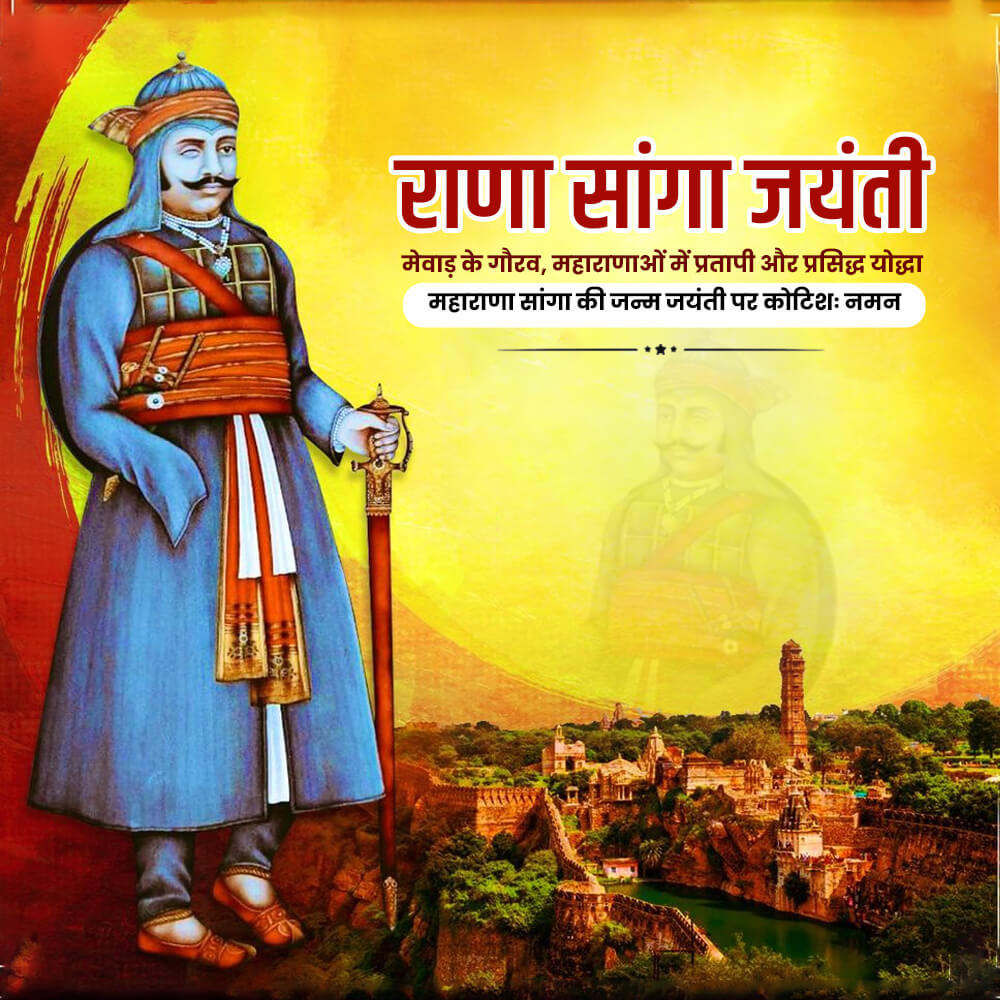 राणा सांगा जयंती
मेवाड़ के गौरव, महाराणाओं में प्रतापी और प्रसिद्ध योद्धा
महाराणा सांगा की जन्म जयंती पर कोटिशः नमन